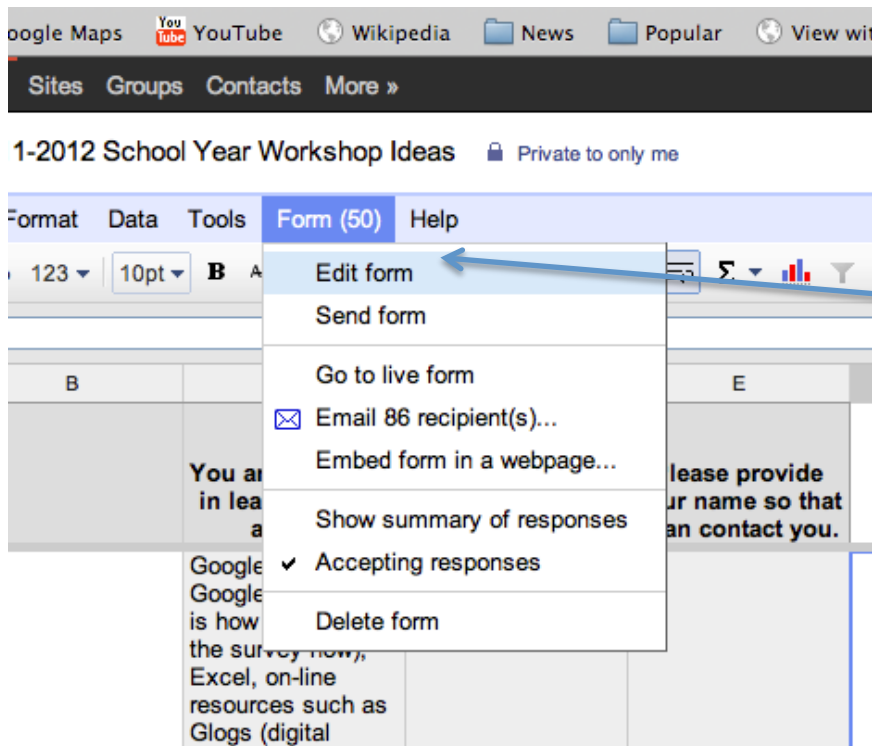 oogle Maps You Tube YouTube Wikipedia News Popular View wit
Sites Groups Contacts More »
1-2012 School Year Workshop Ideas Private to only me
Format Data Tools Form (50) Help
123 10pt B A Σ
Edit form
Send form
Go to live form
Email 86 recipient(s)...
Embed form in a webpage...
Show summary of responses
✔ Accepting responses
Delete form
B E
You ar
in lea
a
lease provide
ur name so that
an contact you.
Google
Google
is how
the survey now),
Excel, on-line
resources such as
Glogs (digital